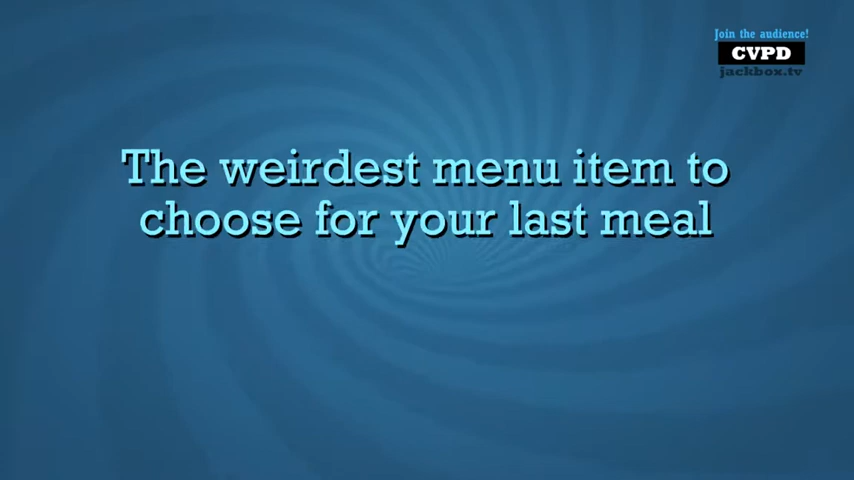 Join the audience!
CVPD
jackbox.tv
The weirdest menu item to
choose for your last meal